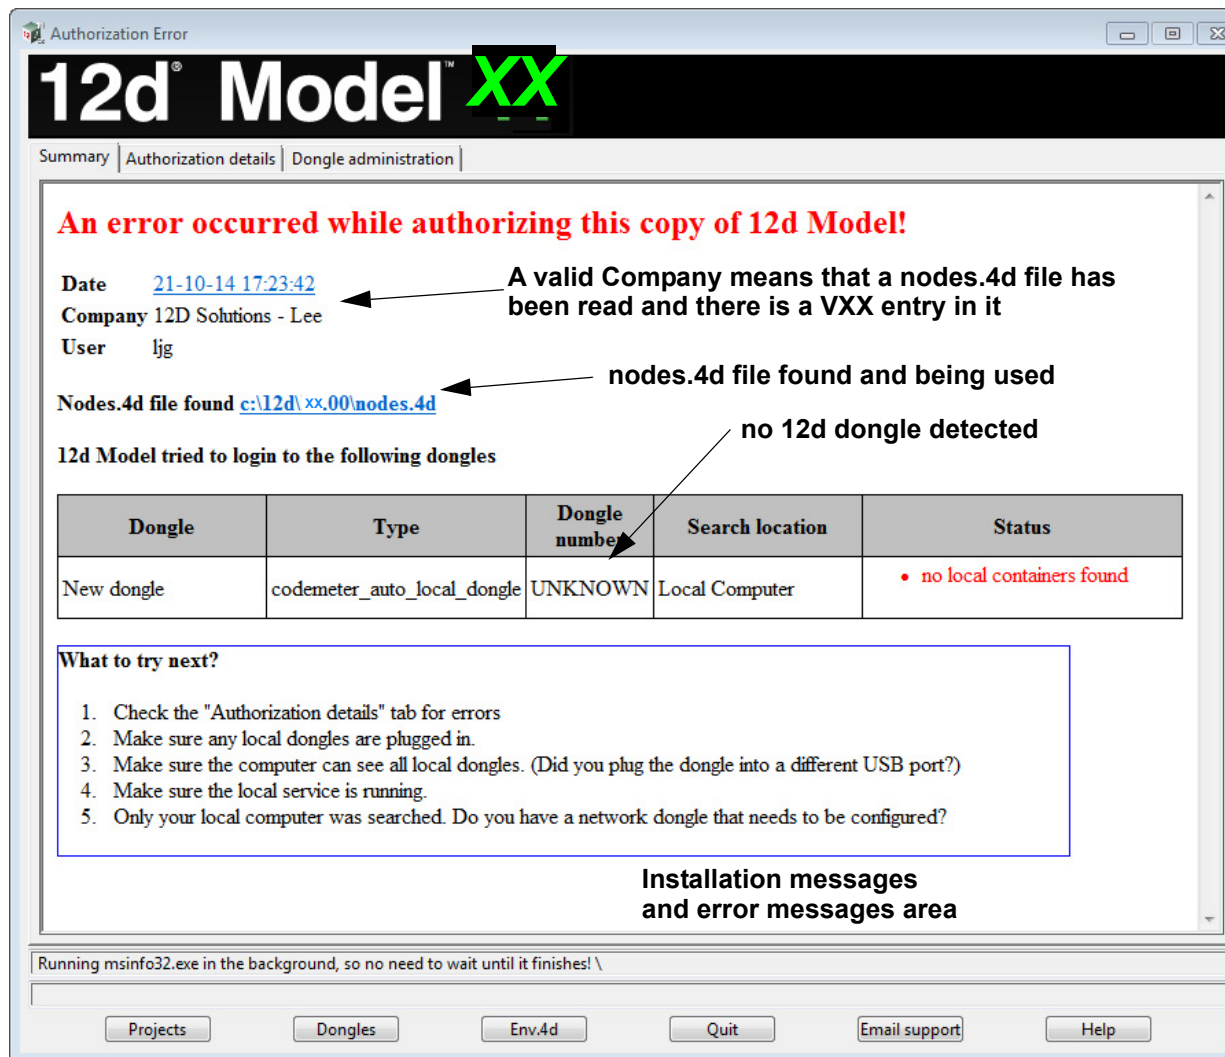 Authorization Error
12d® Model™ XX
Summary Authorization details Dongle administration
An error occurred while authorizing this copy of 12d Model!
Date 21-10-14 17:23:42
Company 12D Solutions - Lee
User ljg
A valid Company means that a nodes.4d file has
been read and there is a VXX entry in it
nodes.4d file found and being used
Nodes.4d file found c:\12d\ xx.00\nodes.4d
no 12d dongle detected
12d Model tried to login to the following dongles
Dongle Type Dongle number Search location Status
New dongle codemeter_auto_local_dongle UNKNOWN Local Computer • no local containers found
What to try next?
1. Check the "Authorization details" tab for errors
2. Make sure any local dongles are plugged in.
3. Make sure the computer can see all local dongles. (Did you plug the dongle into a different USB port?)
4. Make sure the local service is running.
5. Only your local computer was searched. Do you have a network dongle that needs to be configured?
Installation messages
and error messages area
Running msinfo32.exe in the background, so no need to wait until it finishes! \
Projects Dongles Env.4d Quit Email support Help